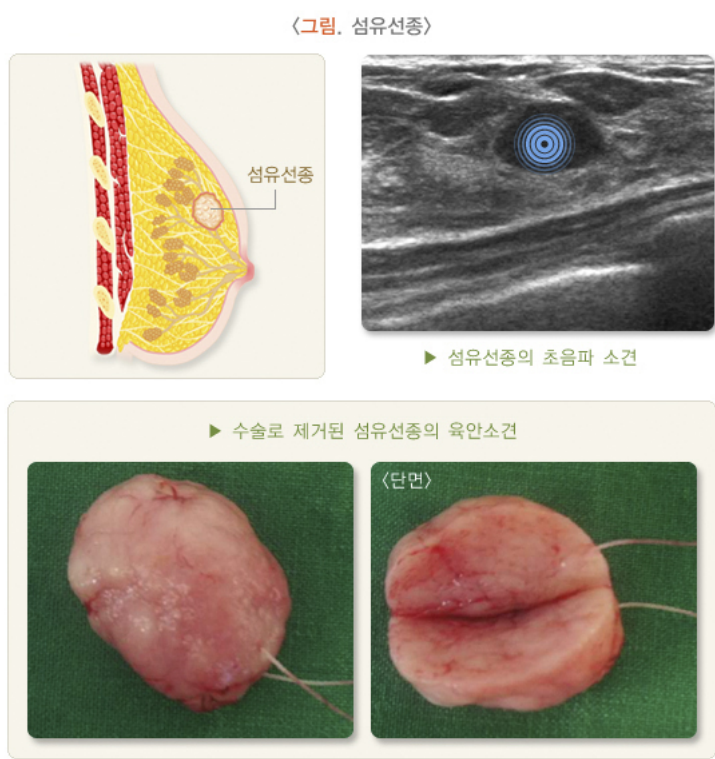 <그림. 섬유선종>
섬유선종
▶ 섬유선종의 초음파 소견
▶ 수술로 제거된 섬유선종의 육안소견
<단면>